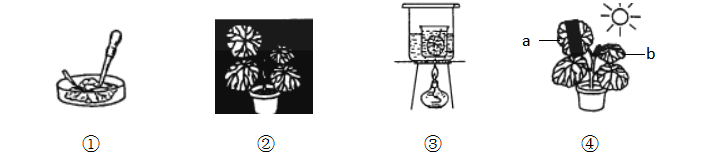 a
b
① ② ③ ④